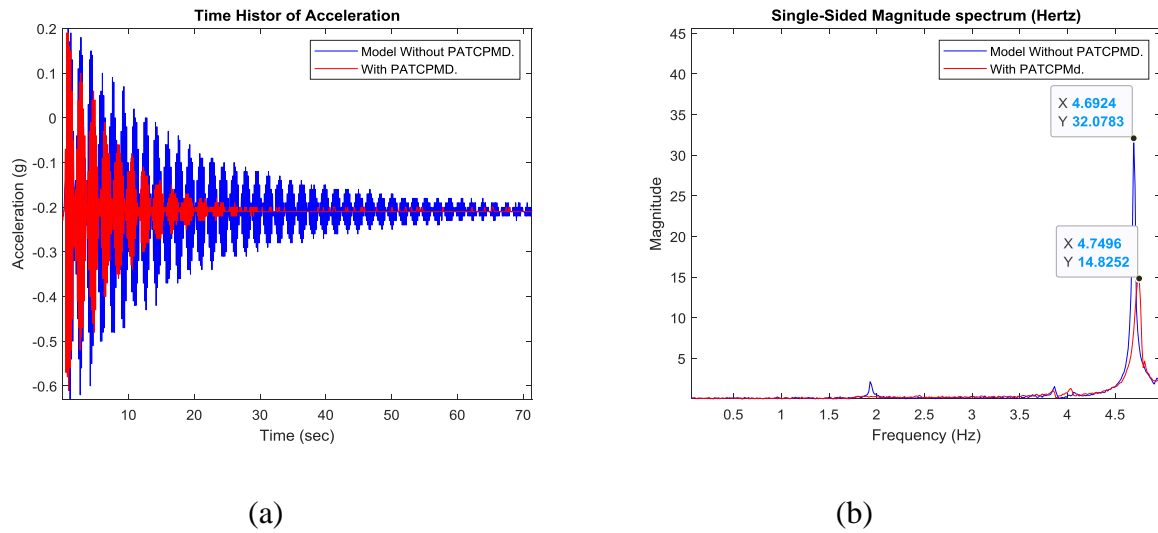 Time Histor of Acceleration
Model Without PATCPMD.
With PATCPMD.
0.2
0.1
0
-0.1
-0.2
-0.3
-0.4
-0.5
-0.6
Acceleration (g)
10 20 30 40 50 60 70
Time (sec)
(a)
Single-Sided Magnitude spectrum (Hertz)
Model Without PATCPMD.
With PATCPMd.
X 4.6924
Y 32.0783
X 4.7496
Y 14.8252
45
40
35
30
25
20
15
10
5
Magnitude
0.5 1 1.5 2 2.5 3 3.5 4 4.5
Frequency (Hz)
(b)